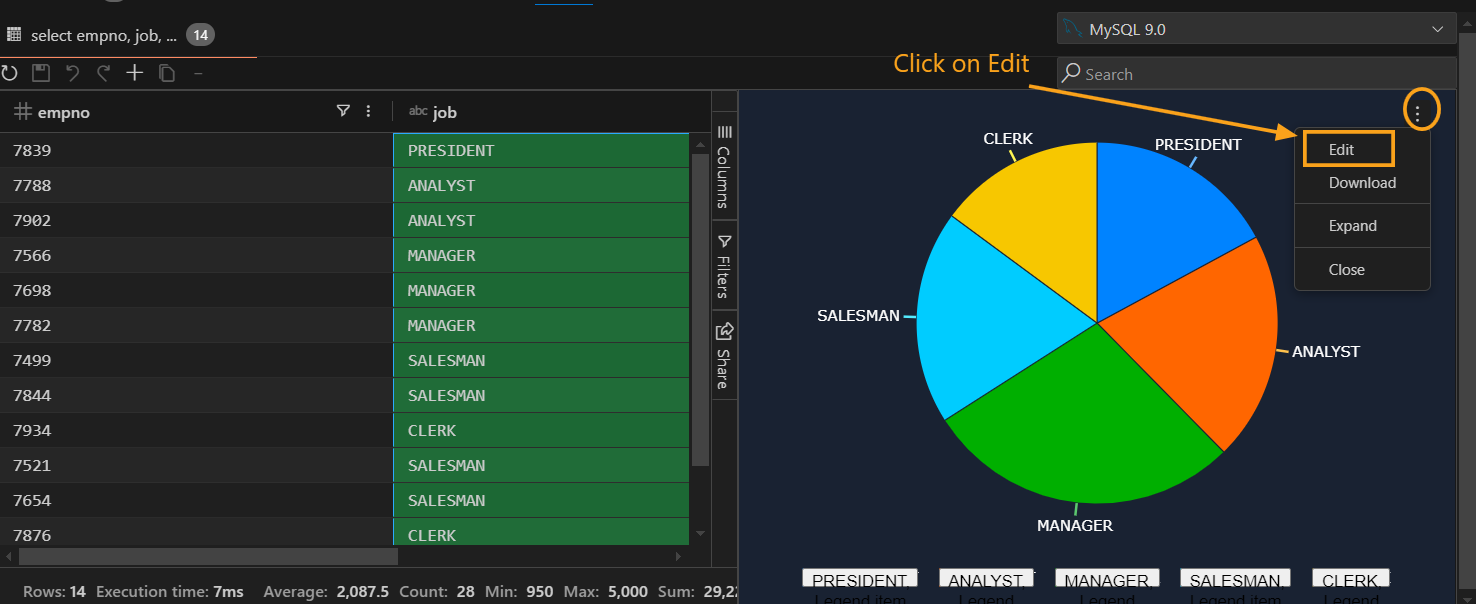 select empno, job, ... 14
MySQL 9.0
Click on Edit
Search
empno
abc job
7839 PRESIDENT
7788 ANALYST
7902 ANALYST
7566 MANAGER
7698 MANAGER
7782 MANAGER
7499 SALESMAN
7844 SALESMAN
7934 CLERK
7521 SALESMAN
7654 SALESMAN
7876 CLERK
Columns
Filters
Share
CLERK
PRESIDENT
SALESMAN
ANALYST
MANAGER
Edit
Download
Expand
Close
PRESIDENT ANALYST MANAGER SALESMAN CLERK
Legend item Legend Legend Legend item Legend
Rows: 14 Execution time: 7ms Average: 2,087.5 Count: 28 Min: 950 Max: 5,000 Sum: 29,22